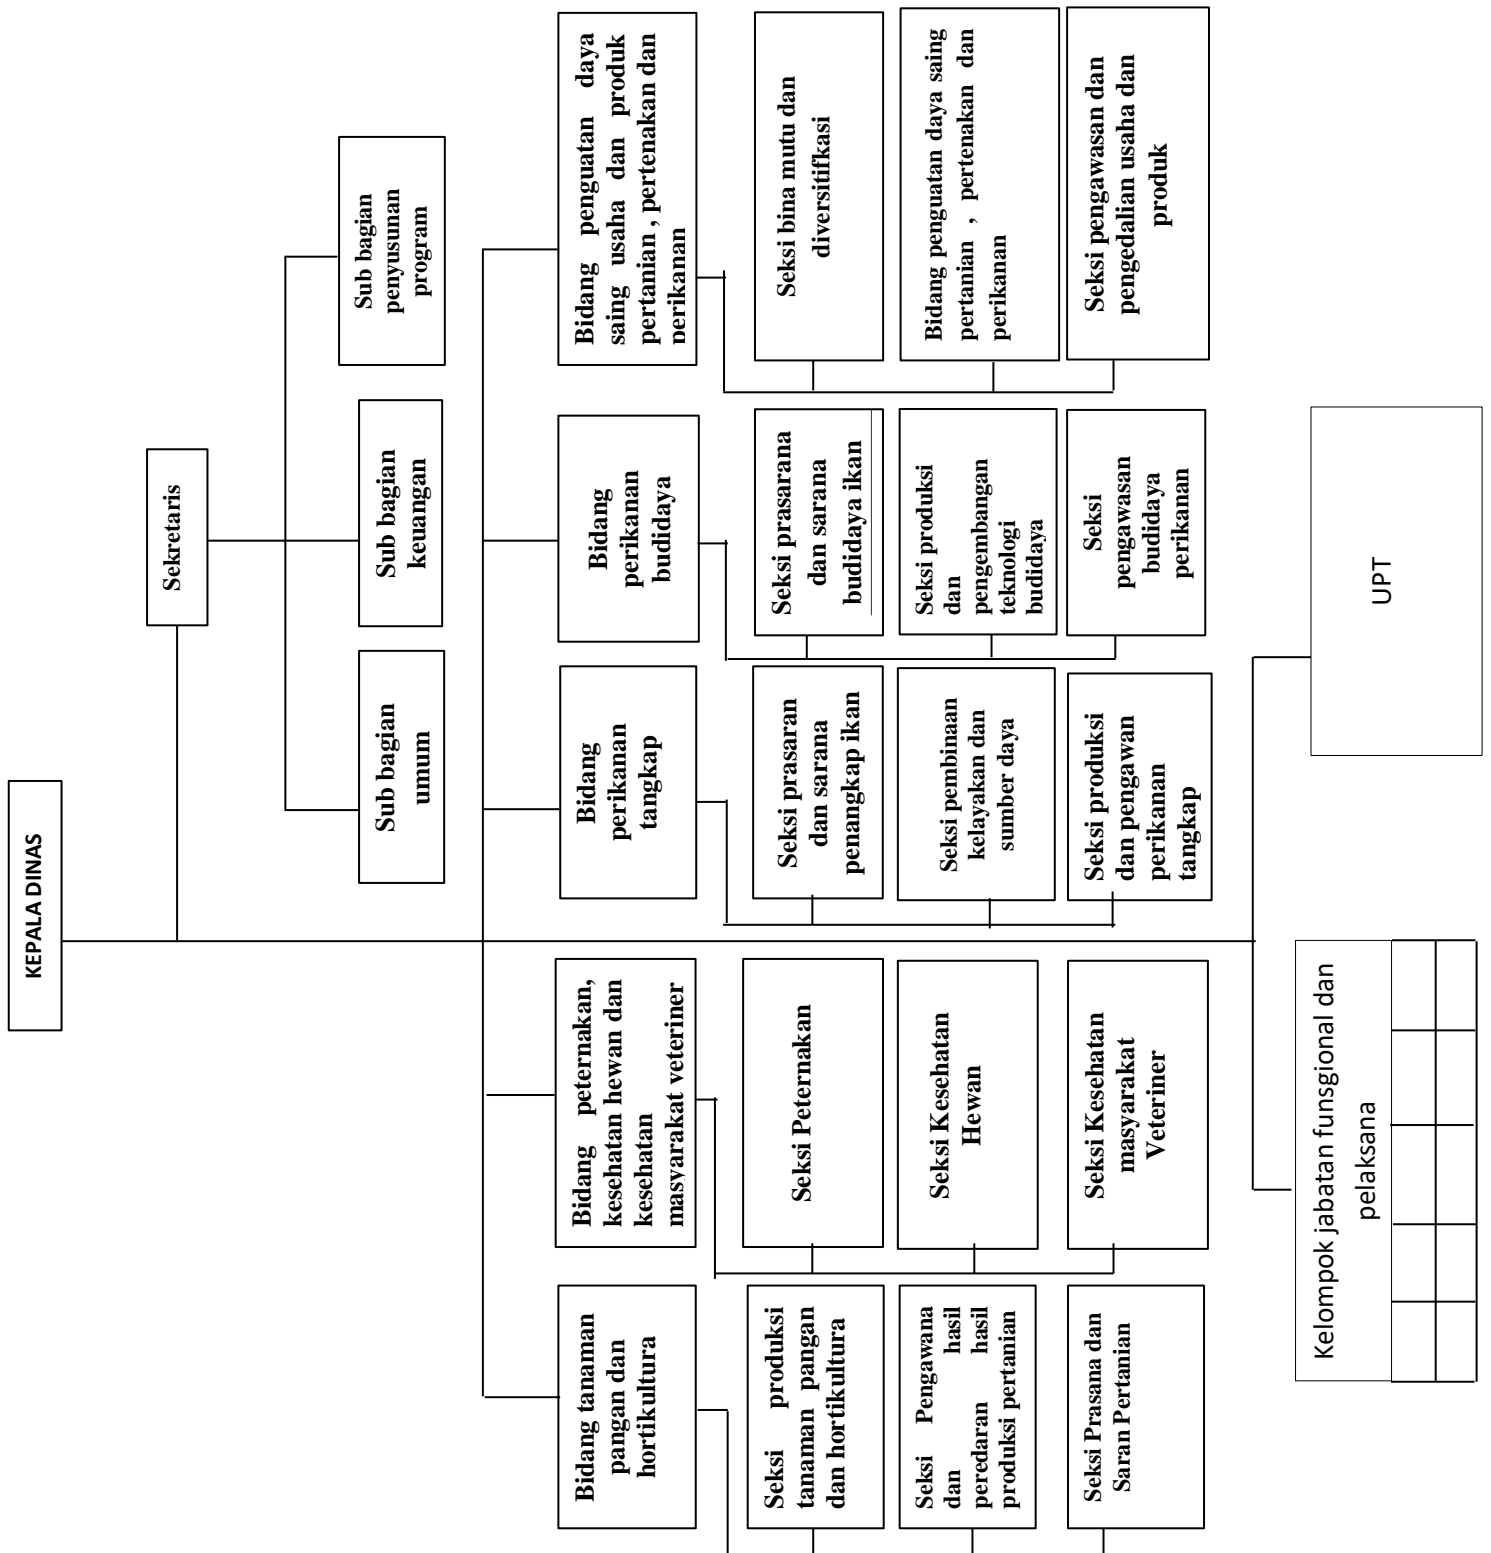 KEPALA DINAS
Sekretaris
Sub bagian
umum
Sub bagian
keuangan
Sub bagian
penyusunan
program
Bidang tanaman
pangan dan
hortikultura
Bidang peternakan,
kesehatan hewan dan
kesehatan
masyarakat veteriner
Bidang
perikanan
tangkap
Bidang
perikanan
budidaya
Bidang penguatan daya
saing usaha dan produk
pertanian , pertenakan dan
perikanan
Seksi produksi
tanaman pangan
dan hortikultura
Seksi Peternakan
Seksi prasaran
dan sarana
penangkap ikan
Seksi prasarana
dan sarana
budidaya ikan
Seksi bina mutu dan
diversitifkasi
Seksi Pengawana
dan hasil
peredaran hasil
produksi pertanian
Seksi Kesehatan
Hewan
Seksi pembinaan
kelayakan dan
sumber daya
Seksi produksi
dan
pengembangan
teknologi
budidaya
Bidang penguatan daya saing
pertanian , pertenakan dan
perikanan
Seksi Prasana dan
Saran Pertanian
Seksi Kesehatan
masyarakat
Veteriner
Seksi produksi
dan pengawan
perikanan
tangkap
Seksi
pengawasan
budidaya
perikanan
Seksi pengawasan dan
pengedalian usaha dan
produk
Kelompok jabatan funsgional dan
pelaksana
UPT